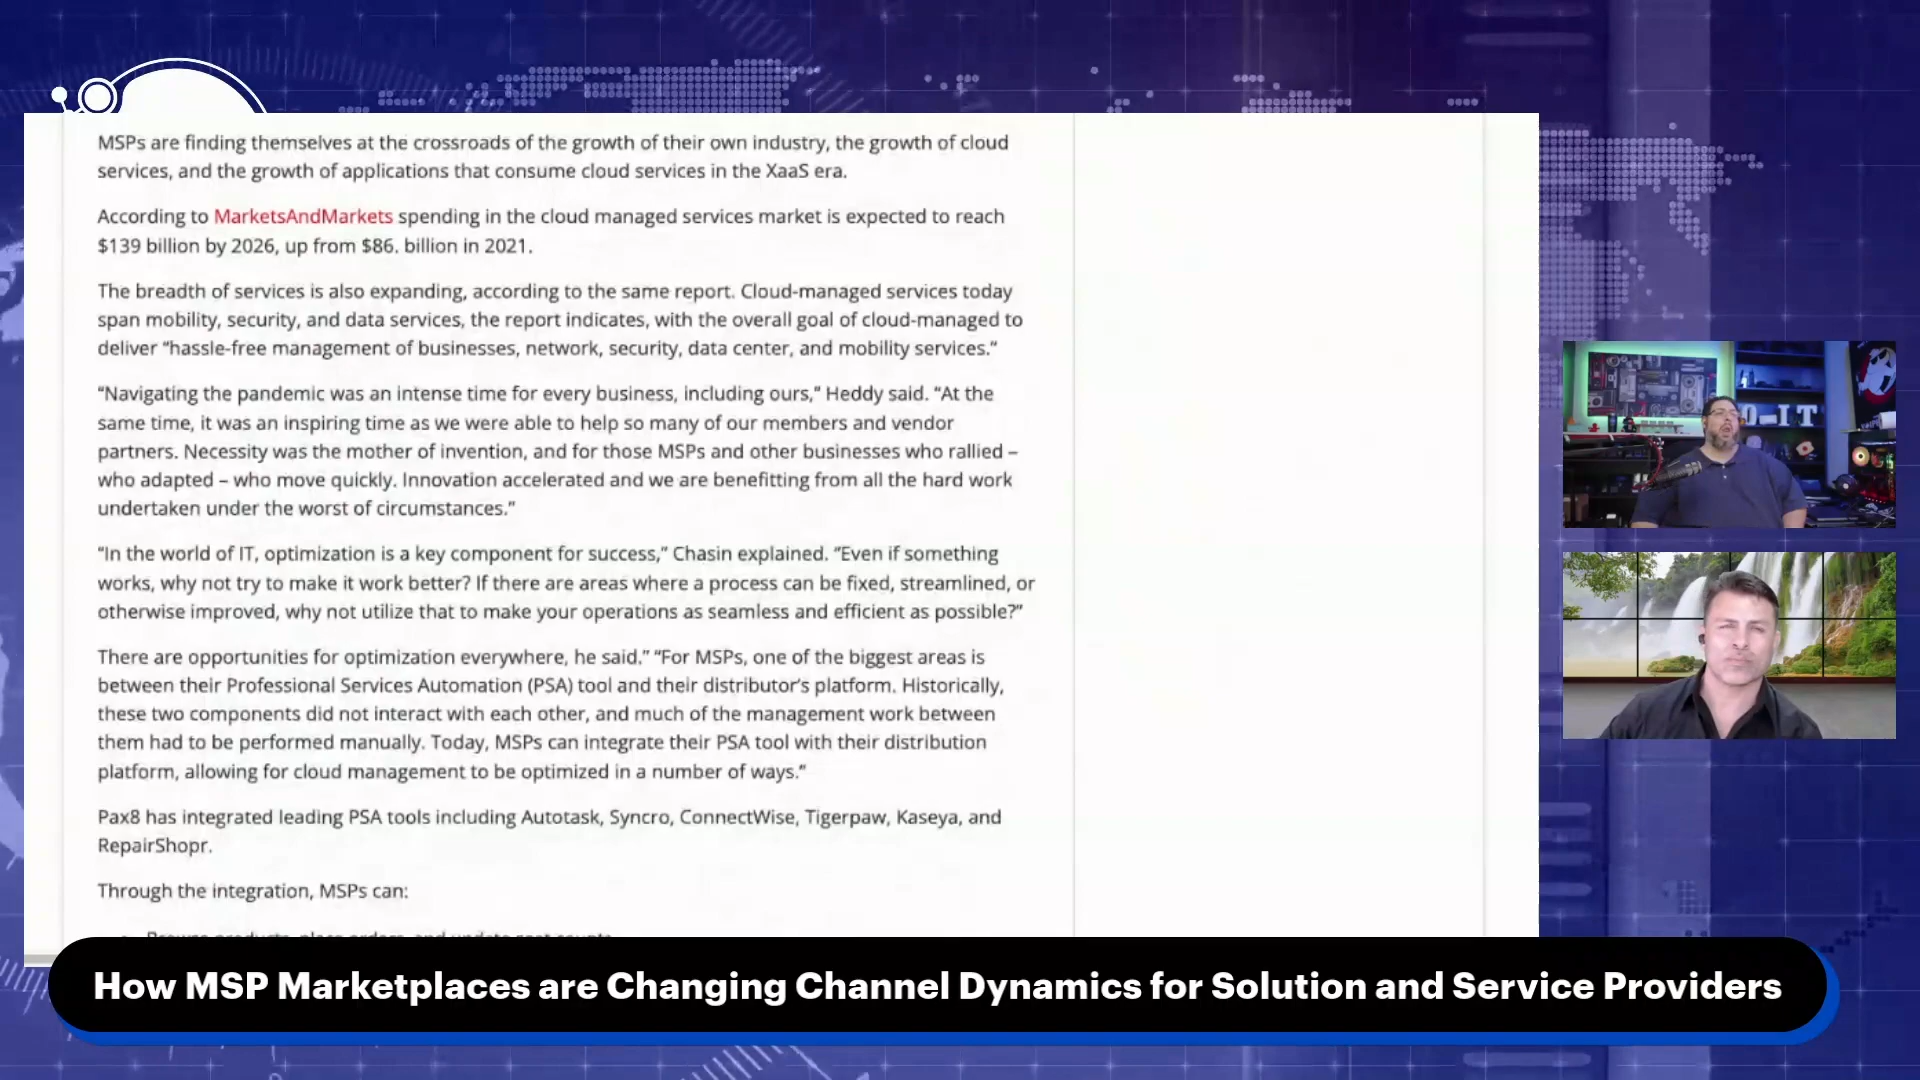 MSPs are finding themselves at the crossroads of the growth of their own industry, the growth of cloud
services, and the growth of applications that consume cloud services in the XaaS era.
According to MarketsAndMarkets spending in the cloud managed services market is expected to reach
$139 billion by 2026, up from $86. billion in 2021.
The breadth of services is also expanding, according to the same report. Cloud-managed services today
span mobility, security, and data services, the report indicates, with the overall goal of cloud-managed to
deliver “hassle-free management of businesses, network, security, data center, and mobility services.”
“Navigating the pandemic was an intense time for every business, including ours,” Heddy said. “At the
same time, it was an inspiring time as we were able to help so many of our members and vendor
partners. Necessity was the mother of invention, and for those MSPs and other businesses who rallied –
who adapted – who move quickly. Innovation accelerated and we are benefitting from all the hard work
undertaken under the worst of circumstances.”
“In the world of IT, optimization is a key component for success,” Chasin explained. “Even if something
works, why not try to make it work better? If there are areas where a process can be fixed, streamlined, or
otherwise improved, why not utilize that to make your operations as seamless and efficient as possible?”
There are opportunities for optimization everywhere, he said.” “For MSPs, one of the biggest areas is
between their Professional Services Automation (PSA) tool and their distributor’s platform. Historically,
these two components did not interact with each other, and much of the management work between
them had to be performed manually. Today, MSPs can integrate their PSA tool with their distribution
platform, allowing for cloud management to be optimized in a number of ways.”
Pax8 has integrated leading PSA tools including Autotask, Syncro, ConnectWise, Tigerpaw, Kaseya, and
RepairShopr.
Through the integration, MSPs can:
Browse products, place orders, and update seat counts
O-IT
How MSP Marketplaces are Changing Channel Dynamics for Solution and Service Providers